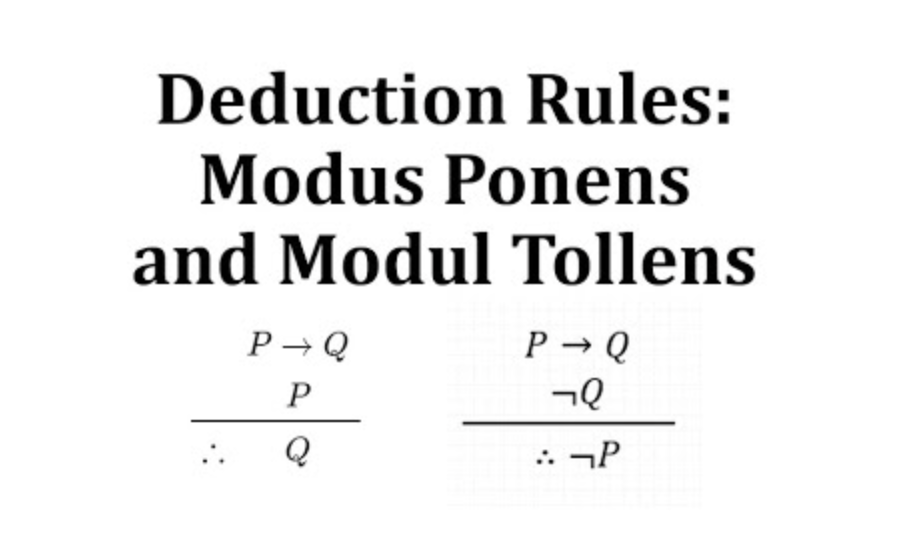 Deduction Rules:
Modus Ponens
and Modul Tollens
P → Q
P
∴ Q
P → Q
¬Q
∴ ¬P